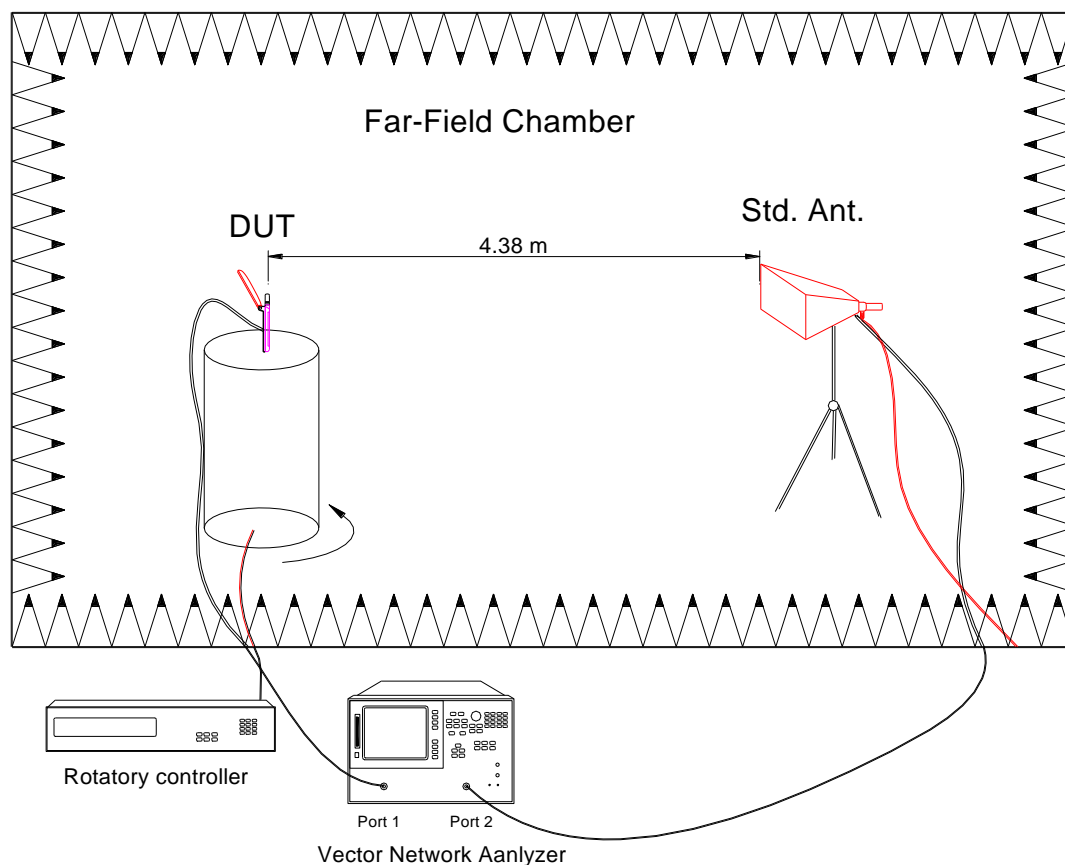 Far-Field Chamber
DUT
Std. Ant.
4.38 m
Rotatory controller
Port 1
Port 2
Vector Network Aanlyzer